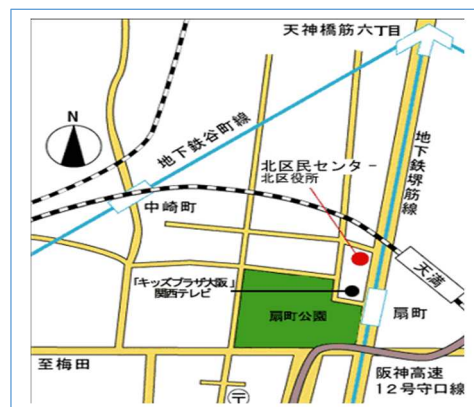 天神橋筋六丁目
N
地下鉄谷町線
地下鉄堺筋線
北区民センター
北区役所
中崎町
天満
「キッズプラザ大阪」
関西テレビ
扇町公園
扇町
至梅田
阪神高速
12号守口線
〒